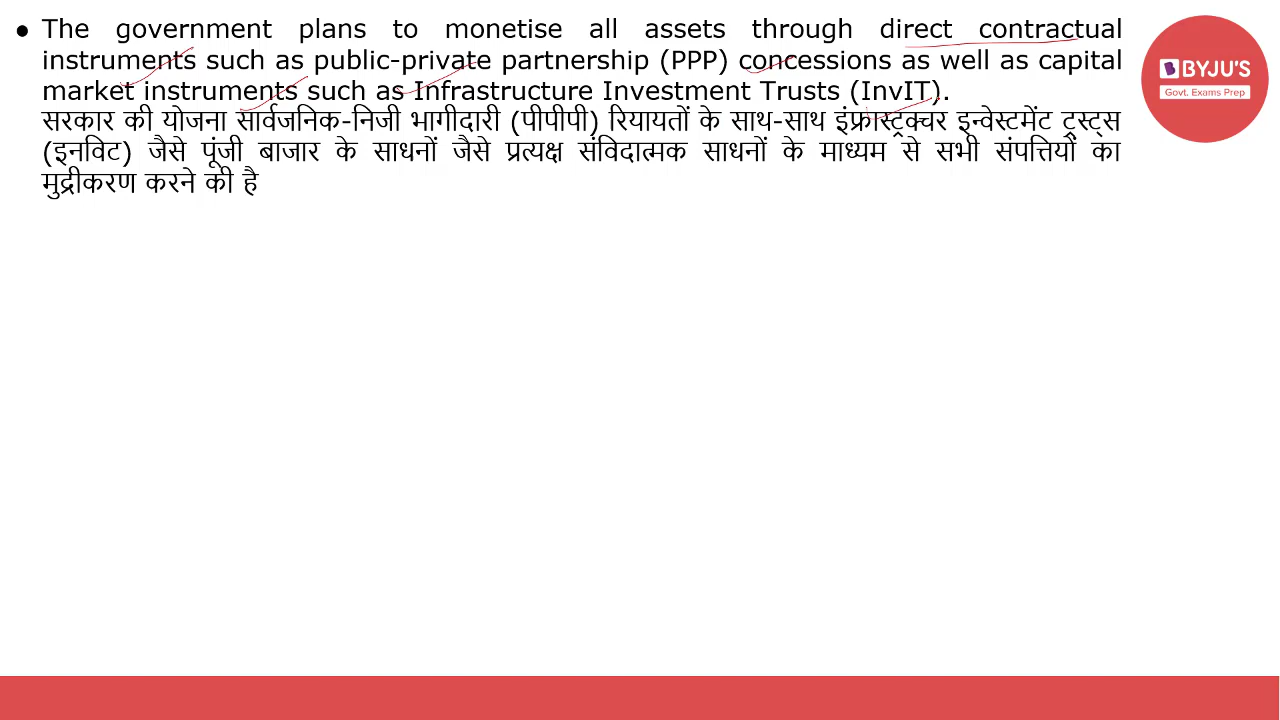 ● The government plans to monetise all assets through direct contractual
instruments such as public-private partnership (PPP) concessions as well as capital
market instruments such as Infrastructure Investment Trusts (InvIT).
सरकार की योजना सार्वजनिक-निजी भागीदारी (पीपीपी) रियायतों के साथ-साथ इंफ्रास्ट्रक्चर इन्वेस्टमेंट ट्रस्ट्स
(इनविट) जैसे पूंजी बाजार के साधनों जैसे प्रत्यक्ष संविदात्मक साधनों के माध्यम से सभी संपत्तियों का
मुद्रीकरण करने की है
BYJU'S
Govt. Exams Prep